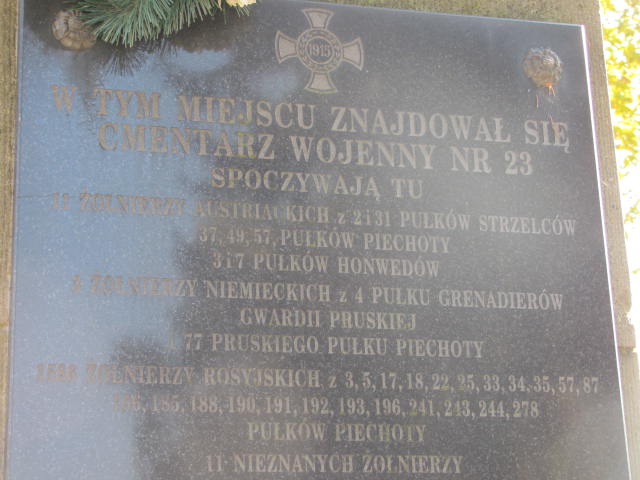 1915
W TYM MIEJSCU ZNAJDOWAŁ SIĘ
CMENTARZ WOJENNY NR 23
SPOCZYWAJĄ TU
11 ŻOŁNIERZY AUSTRIACKICH z 2 i 31 PUŁKÓW STRZELCÓW
37, 49, 57, PUŁKÓW PIECHOTY
3 i 7 PUŁKÓW HONWEDÓW
ŻOŁNIERZY NIEMIECKICH z 4 PUŁKU GRENADIERÓW
GWARDII PRUSKIEJ
i 77 PRUSKIEGO PUŁKU PIECHOTY
ŻOŁNIERZY ROSYJSKICH z 3, 5, 17, 18, 22, 25, 33, 34, 35, 57, 87
185, 188, 190, 191, 192, 193, 196, 241, 243, 244, 278
PUŁKÓW PIECHOTY
11 NIEZNANYCH ŻOŁNIERZY